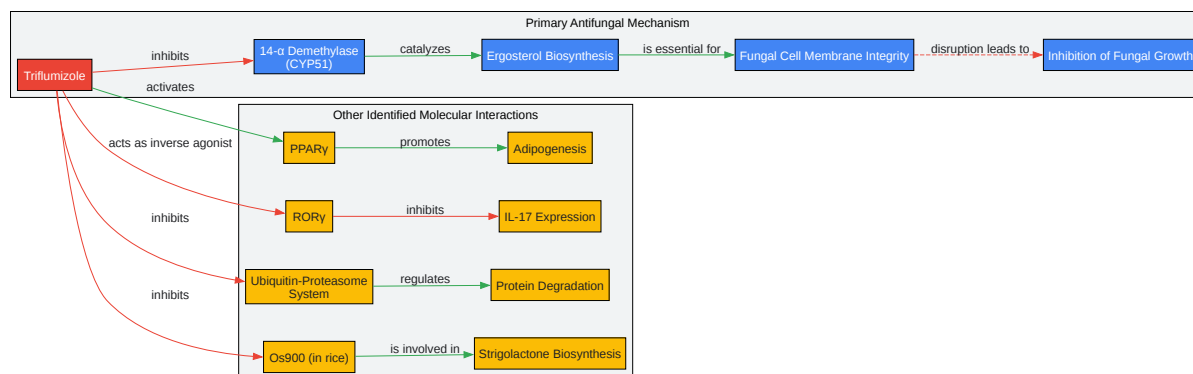 Primary Antifungal Mechanism
Triflumizole
inhibits
14-α Demethylase
(CYP51)
catalyzes
Ergosterol Biosynthesis
is essential for
Fungal Cell Membrane Integrity
disruption leads to
Inhibition of Fungal Growth
activates
Other Identified Molecular Interactions
PPARγ
promotes
Adipogenesis
acts as inverse agonist
RORγ
inhibits
IL-17 Expression
inhibits
Ubiquitin-Proteasome
System
regulates
Protein Degradation
inhibits
Os900 (in rice)
is involved in
Strigolactone Biosynthesis